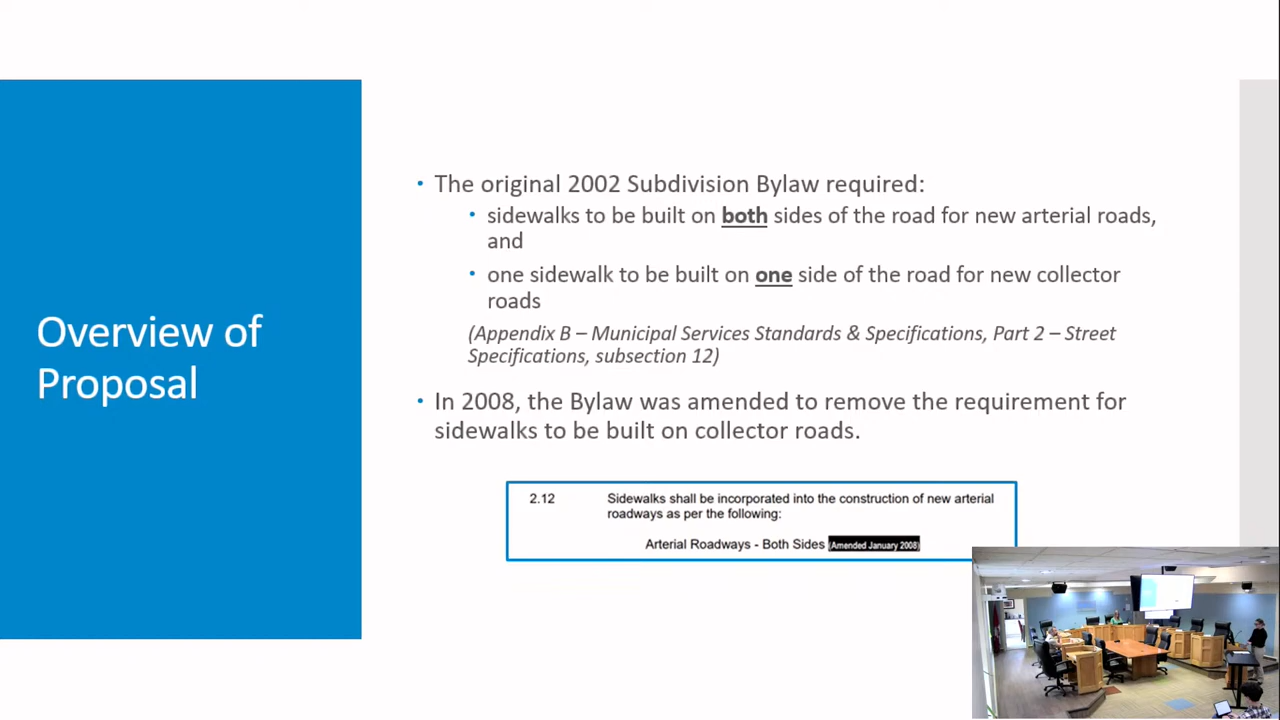 Overview of
Proposal
• The original 2002 Subdivision Bylaw required:
• sidewalks to be built on both sides of the road for new arterial roads,
and
• one sidewalk to be built on one side of the road for new collector
roads
(Appendix B – Municipal Services Standards & Specifications, Part 2 – Street
Specifications, subsection 12)
• In 2008, the Bylaw was amended to remove the requirement for
sidewalks to be built on collector roads.
2.12 Sidewalks shall be incorporated into the construction of new arterial
roadways as per the following:
Arterial Roadways - Both Sides (Amended January 2008)